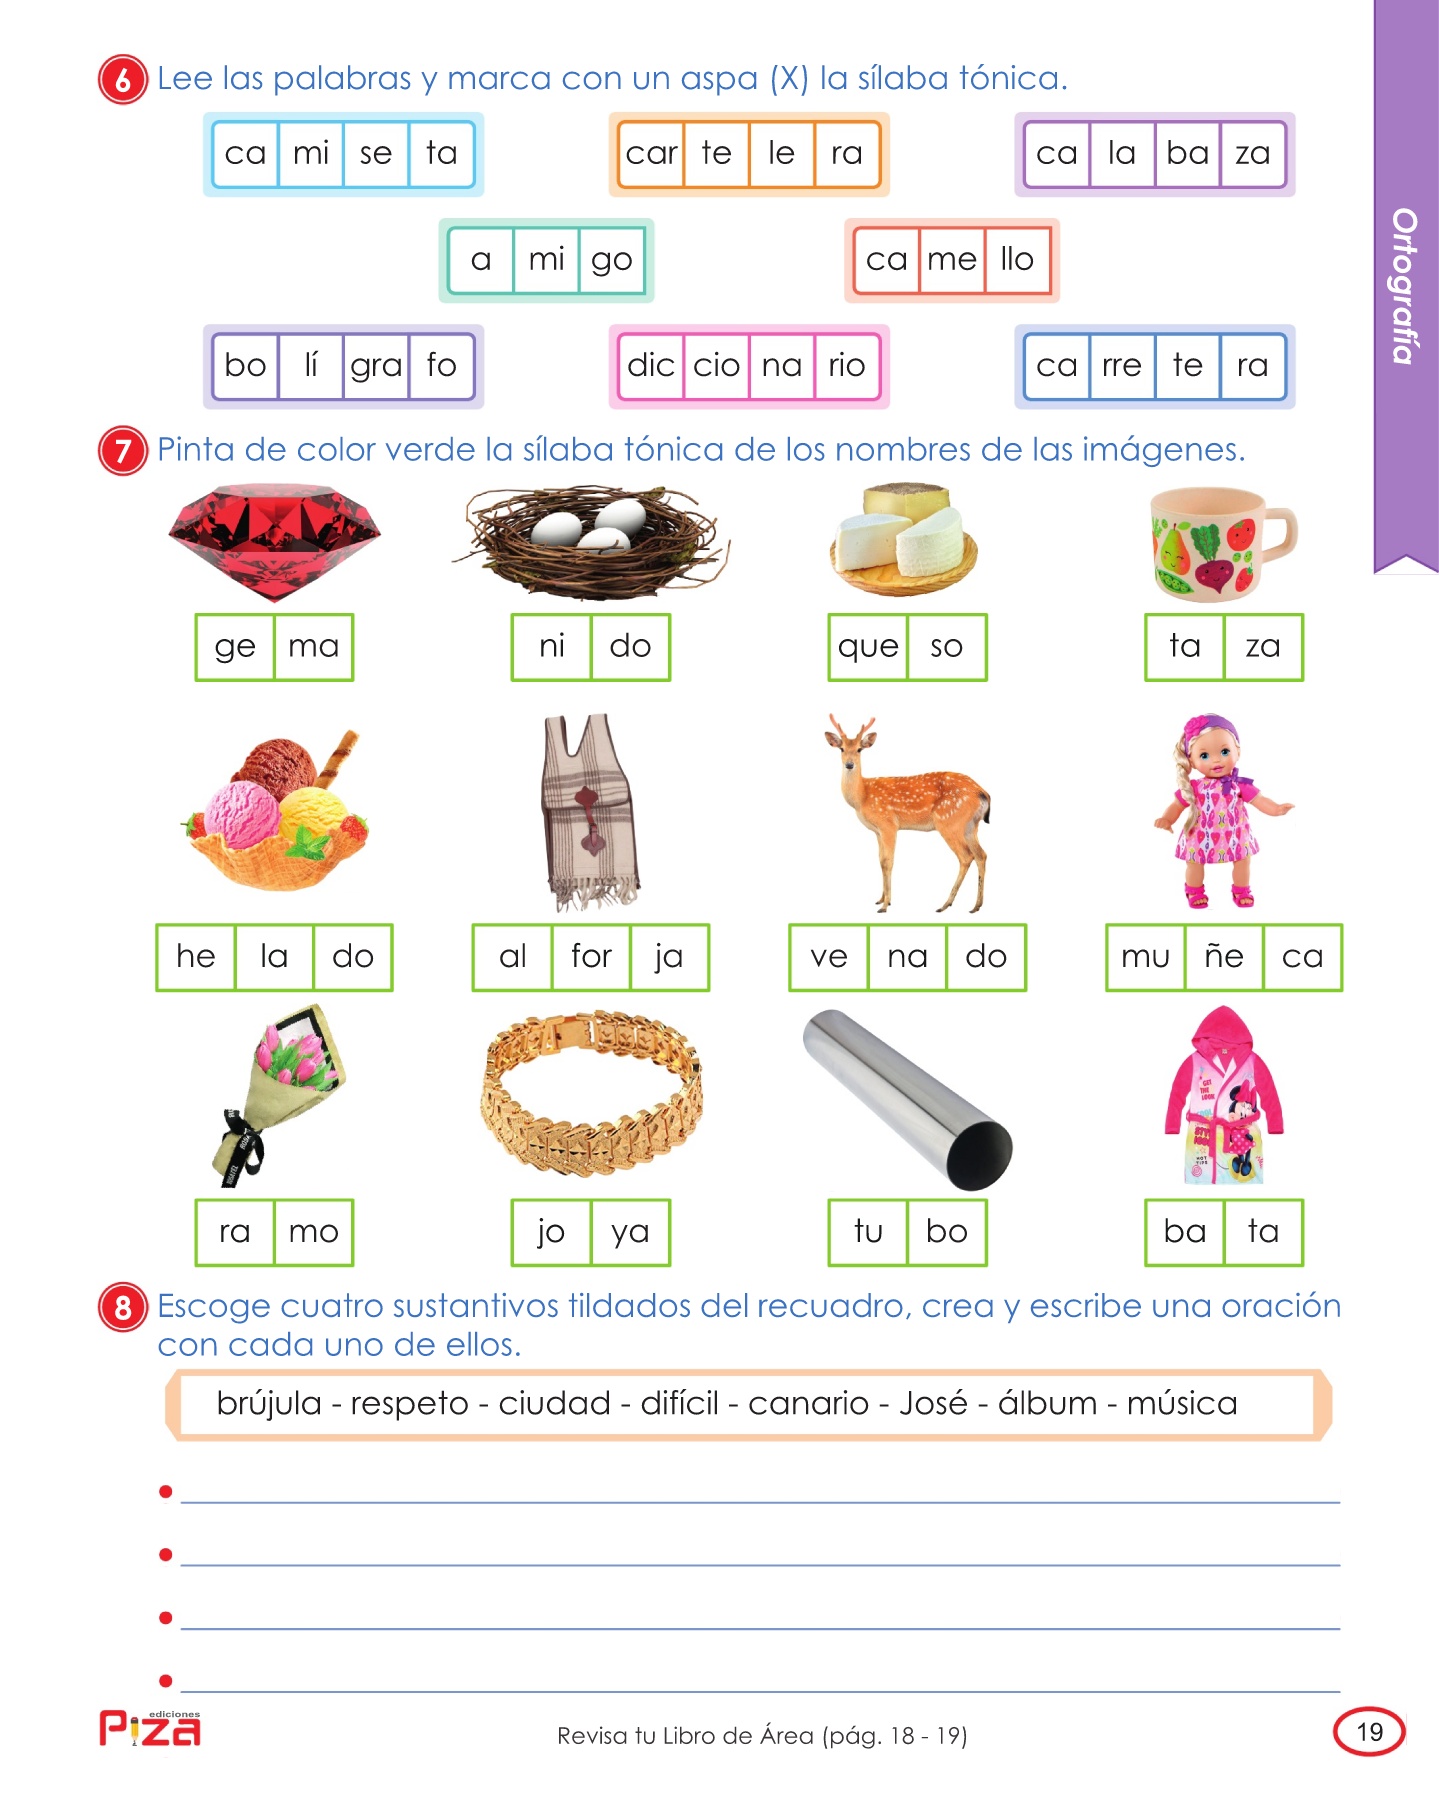 6 Lee las palabras y marca con un aspa (X) la sílaba tónica.
ca mi se ta
car te le ra
ca la ba za
a mi go
ca me llo
bo lí gra fo
dic cio na rio
ca rre te ra
Ortografía
7 Pinta de color verde la sílaba tónica de los nombres de las imágenes.
ge ma
ni do
que so
ta za
he la do
al for ja
ve na do
mu ñe ca
GET
THE
LOOK
ra mo
jo ya
tu bo
ba ta
8 Escoge cuatro sustantivos tildados del recuadro, crea y escribe una oración
con cada uno de ellos.
brújula - respeto - ciudad - difícil - canario - José - álbum - música
ediciones
Piza
Revisa tu Libro de Área (pág. 18 - 19)
19